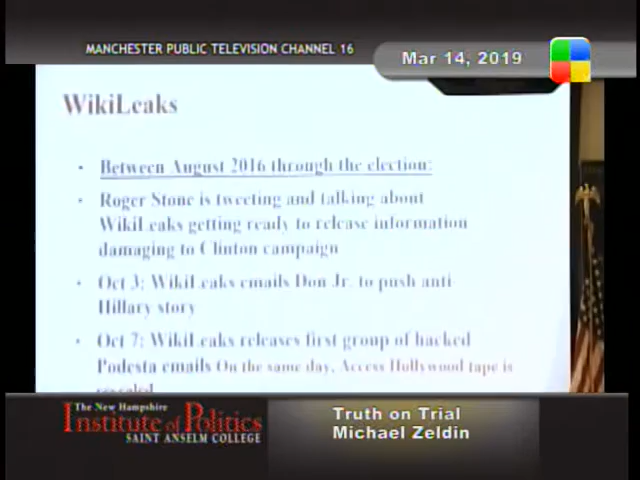 MANCHESTER PUBLIC TELEVISION CHANNEL 16
Mar 14, 2019
WikiLeaks
• Between August 2016 through the election:
• Roger Stone is tweeting and talking about
WikiLeaks getting ready to release information
damaging to Clinton campaign
• Oct 3: WikiLeaks emails Don Jr. to push anti-
Hillary story
• Oct 7: WikiLeaks releases first group of hacked
Podesta emails On the same day, Access Hollywood tape is
The New Hampshire
Institute of Politics
SAINT ANSELM COLLEGE
Truth on Trial
Michael Zeldin